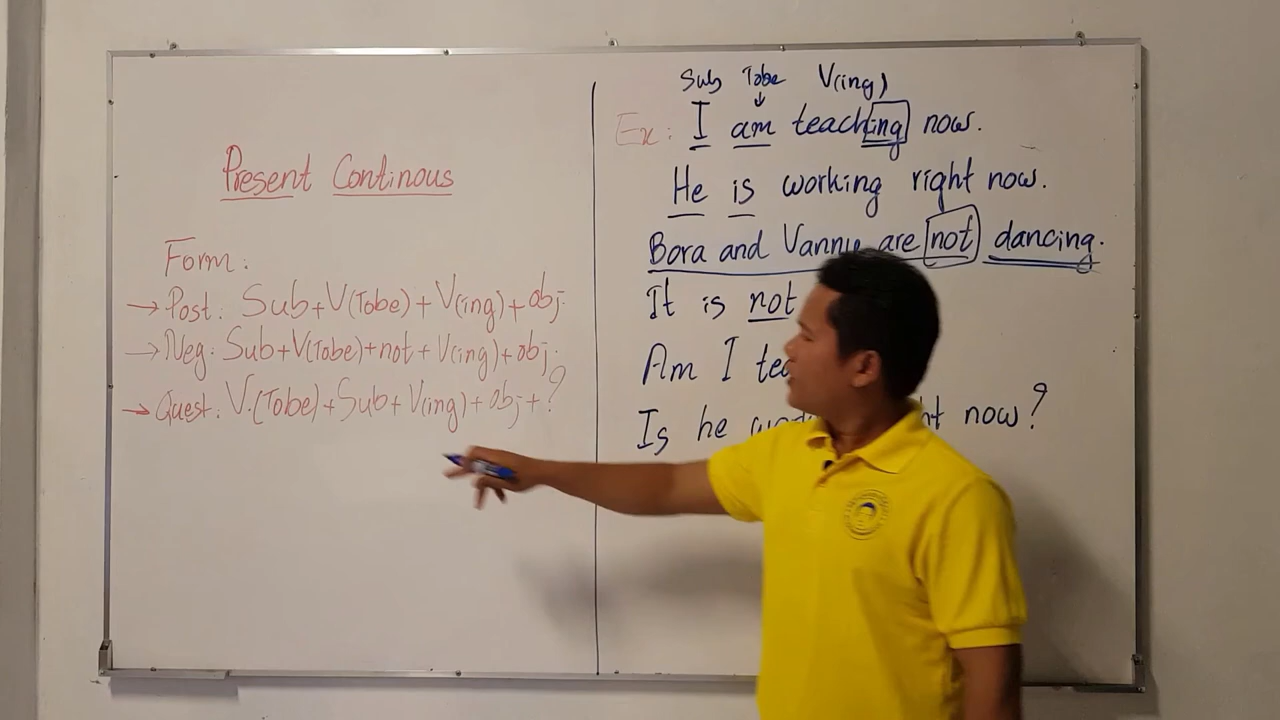 Present Continous
Form:
→ Post: Sub+V(Tobe)+V(ing)+obj.
→ Neg: Sub+V(Tobe)+not+V(ing)+obj.
→ Quest: V.(Tobe)+Sub+V(ing)+obj+?
Sub Tobe V(ing)
Ex: I am teaching now.
He is working right now.
Bora and are not dancing.
It is not
Am I
Is he now?